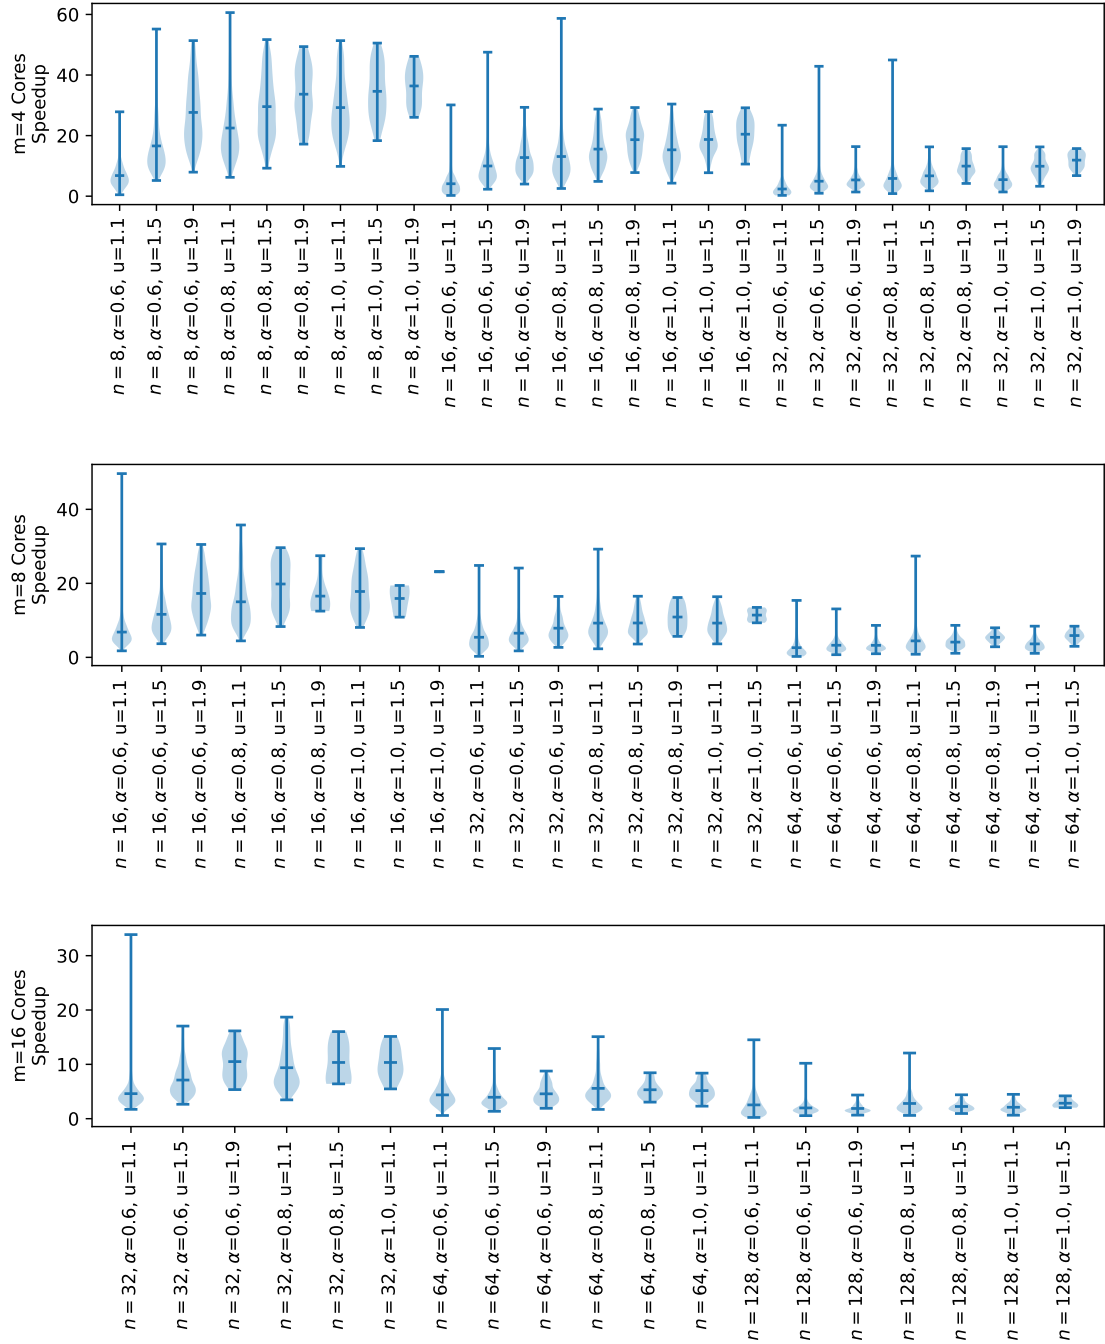 m=4 Cores
Speedup
60
40
20
0
n = 8, α=0.6, u=1.1
n = 8, α=0.6, u=1.5
n = 8, α=0.6, u=1.9
n = 8, α=0.8, u=1.1
n = 8, α=0.8, u=1.5
n = 8, α=0.8, u=1.9
n = 8, α=1.0, u=1.1
n = 8, α=1.0, u=1.5
n = 8, α=1.0, u=1.9
n = 16, α=0.6, u=1.1
n = 16, α=0.6, u=1.5
n = 16, α=0.6, u=1.9
n = 16, α=0.8, u=1.1
n = 16, α=0.8, u=1.5
n = 16, α=0.8, u=1.9
n = 16, α=1.0, u=1.1
n = 16, α=1.0, u=1.5
n = 16, α=1.0, u=1.9
n = 32, α=0.6, u=1.1
n = 32, α=0.6, u=1.5
n = 32, α=0.6, u=1.9
n = 32, α=0.8, u=1.1
n = 32, α=0.8, u=1.5
n = 32, α=0.8, u=1.9
n = 32, α=1.0, u=1.1
n = 32, α=1.0, u=1.5
n = 32, α=1.0, u=1.9
m=8 Cores
Speedup
40
20
0
n = 16, α=0.6, u=1.1
n = 16, α=0.6, u=1.5
n = 16, α=0.6, u=1.9
n = 16, α=0.8, u=1.1
n = 16, α=0.8, u=1.5
n = 16, α=0.8, u=1.9
n = 16, α=1.0, u=1.1
n = 16, α=1.0, u=1.5
n = 16, α=1.0, u=1.9
n = 32, α=0.6, u=1.1
n = 32, α=0.6, u=1.5
n = 32, α=0.6, u=1.9
n = 32, α=0.8, u=1.1
n = 32, α=0.8, u=1.5
n = 32, α=0.8, u=1.9
n = 32, α=1.0, u=1.1
n = 32, α=1.0, u=1.5
n = 64, α=0.6, u=1.1
n = 64, α=0.6, u=1.5
n = 64, α=0.6, u=1.9
n = 64, α=0.8, u=1.1
n = 64, α=0.8, u=1.5
n = 64, α=0.8, u=1.9
n = 64, α=1.0, u=1.1
n = 64, α=1.0, u=1.5
m=16 Cores
Speedup
30
20
10
0
n = 32, α=0.6, u=1.1
n = 32, α=0.6, u=1.5
n = 32, α=0.6, u=1.9
n = 32, α=0.8, u=1.1
n = 32, α=0.8, u=1.5
n = 32, α=1.0, u=1.1
n = 64, α=0.6, u=1.1
n = 64, α=0.6, u=1.5
n = 64, α=0.6, u=1.9
n = 64, α=0.8, u=1.1
n = 64, α=0.8, u=1.5
n = 64, α=1.0, u=1.1
n = 128, α=0.6, u=1.1
n = 128, α=0.6, u=1.5
n = 128, α=0.6, u=1.9
n = 128, α=0.8, u=1.1
n = 128, α=0.8, u=1.5
n = 128, α=1.0, u=1.1
n = 128, α=1.0, u=1.5